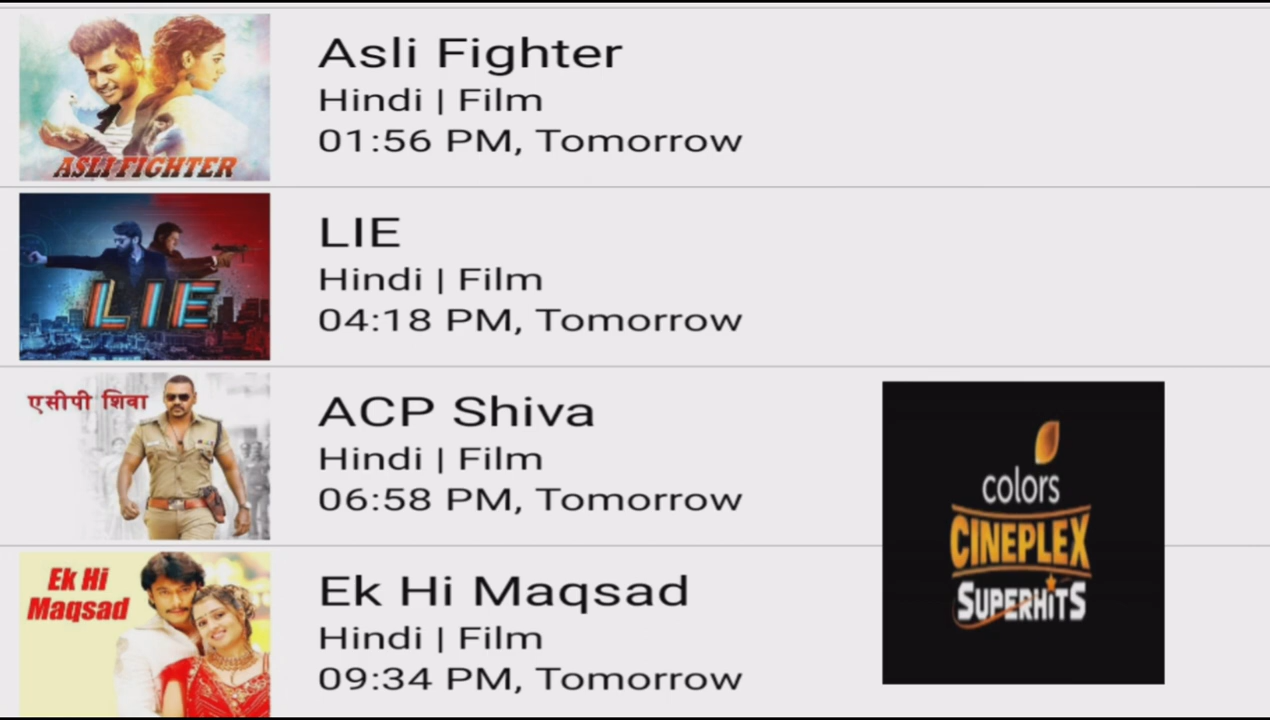 ASLI FIGHTER
Asli Fighter
Hindi | Film
01:56 PM, Tomorrow
LIE
LIE
Hindi | Film
04:18 PM, Tomorrow
एसीपी शिवा
ACP Shiva
Hindi | Film
06:58 PM, Tomorrow
Ek Hi
Maqsad
Ek Hi Maqsad
Hindi | Film
09:34 PM, Tomorrow
colors
CINEPLEX
SUPERHiTS